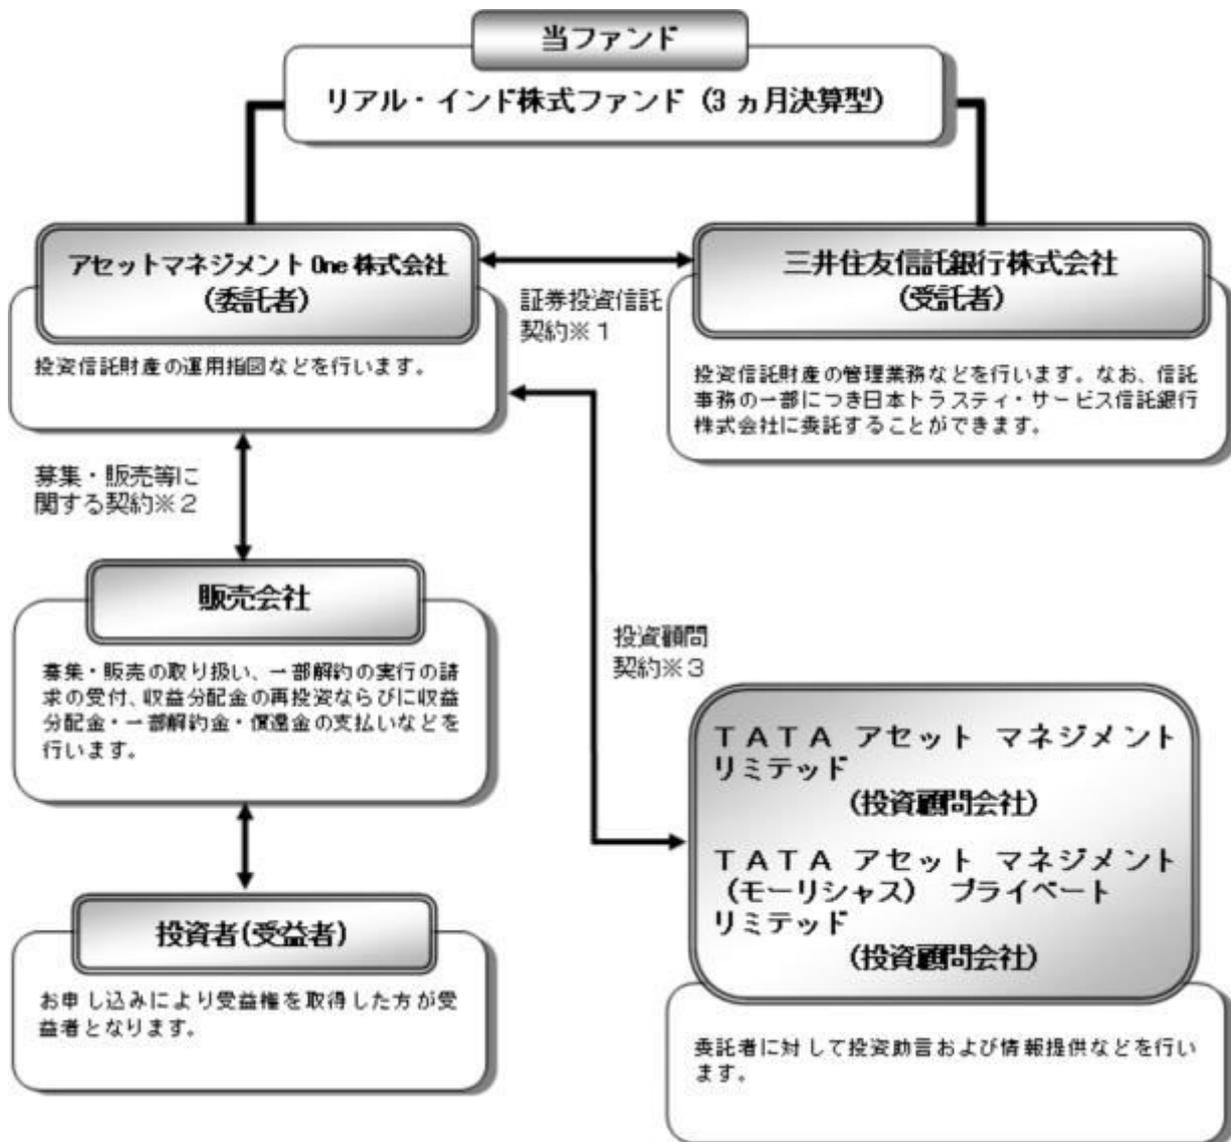 当ファンド
リアル・インド株式ファンド（3ヵ月決算型）
アセットマネジメントOne株式会社
（委託者）
投資信託財産の運用指図などを行います。
証券投資信託
契約※１
三井住友信託銀行株式会社
（受託者）
投資信託財産の管理業務などを行います。なお、信託
事務の一部につき日本トラスティ・サービス信託銀行
株式会社に委託することができます。
募集・販売等に
関する契約※２
販売会社
募集・販売の取り扱い、一部解約の実行の請
求の受付、収益分配金の再投資ならびに収益
分配金・一部解約金・償還金の支払いなどを
行います。
投資顧問
契約※３
ＴＡＴＡ アセット マネジメント
リミテッド
（投資顧問会社）
ＴＡＴＡ アセット マネジメント
（モーリシャス） プライベート
リミテッド
（投資顧問会社）
委託者に対して投資助言および情報提供などを行い
ます。
投資者（受益者）
お申し込みにより受益権を取得した方が受
益者となります。